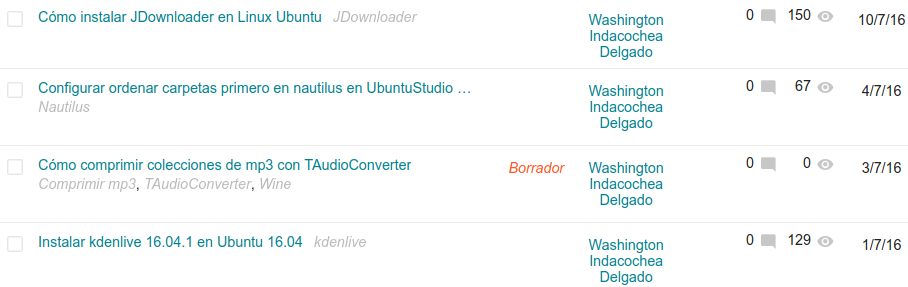 Cómo instalar JDownloader en Linux Ubuntu JDownloader
Washington
Indacochea
Delgado
0 150 10/7/16
Configurar ordenar carpetas primero en nautilus en UbuntuStudio …
Nautilus
Washington
Indacochea
Delgado
0 67 4/7/16
Cómo comprimir colecciones de mp3 con TAudioConverter
Comprimir mp3, TAudioConverter, Wine
Borrador
Washington
Indacochea
Delgado
0 0 3/7/16
Instalar kdenlive 16.04.1 en Ubuntu 16.04 kdenlive
Washington
Indacochea
Delgado
0 129 1/7/16